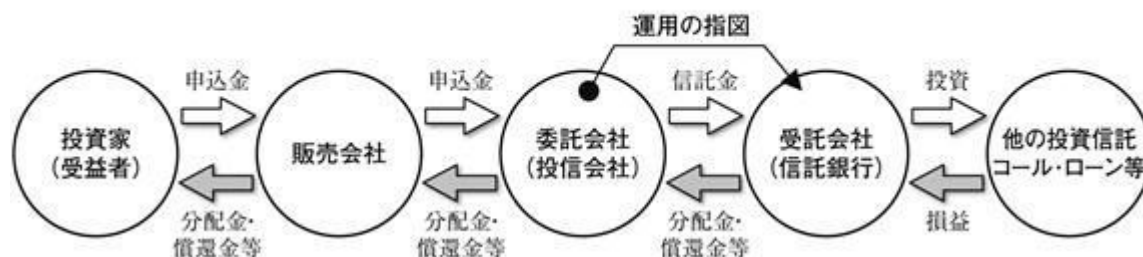 運用の指図
申込金
申込金
信託金
投資
投資家
(受益者)
販売会社
委託会社
(投信会社)
受託会社
(信託銀行)
他の投資信託
コール・ローン等
分配金・
償還金等
分配金・
償還金等
分配金・
償還金等
損益